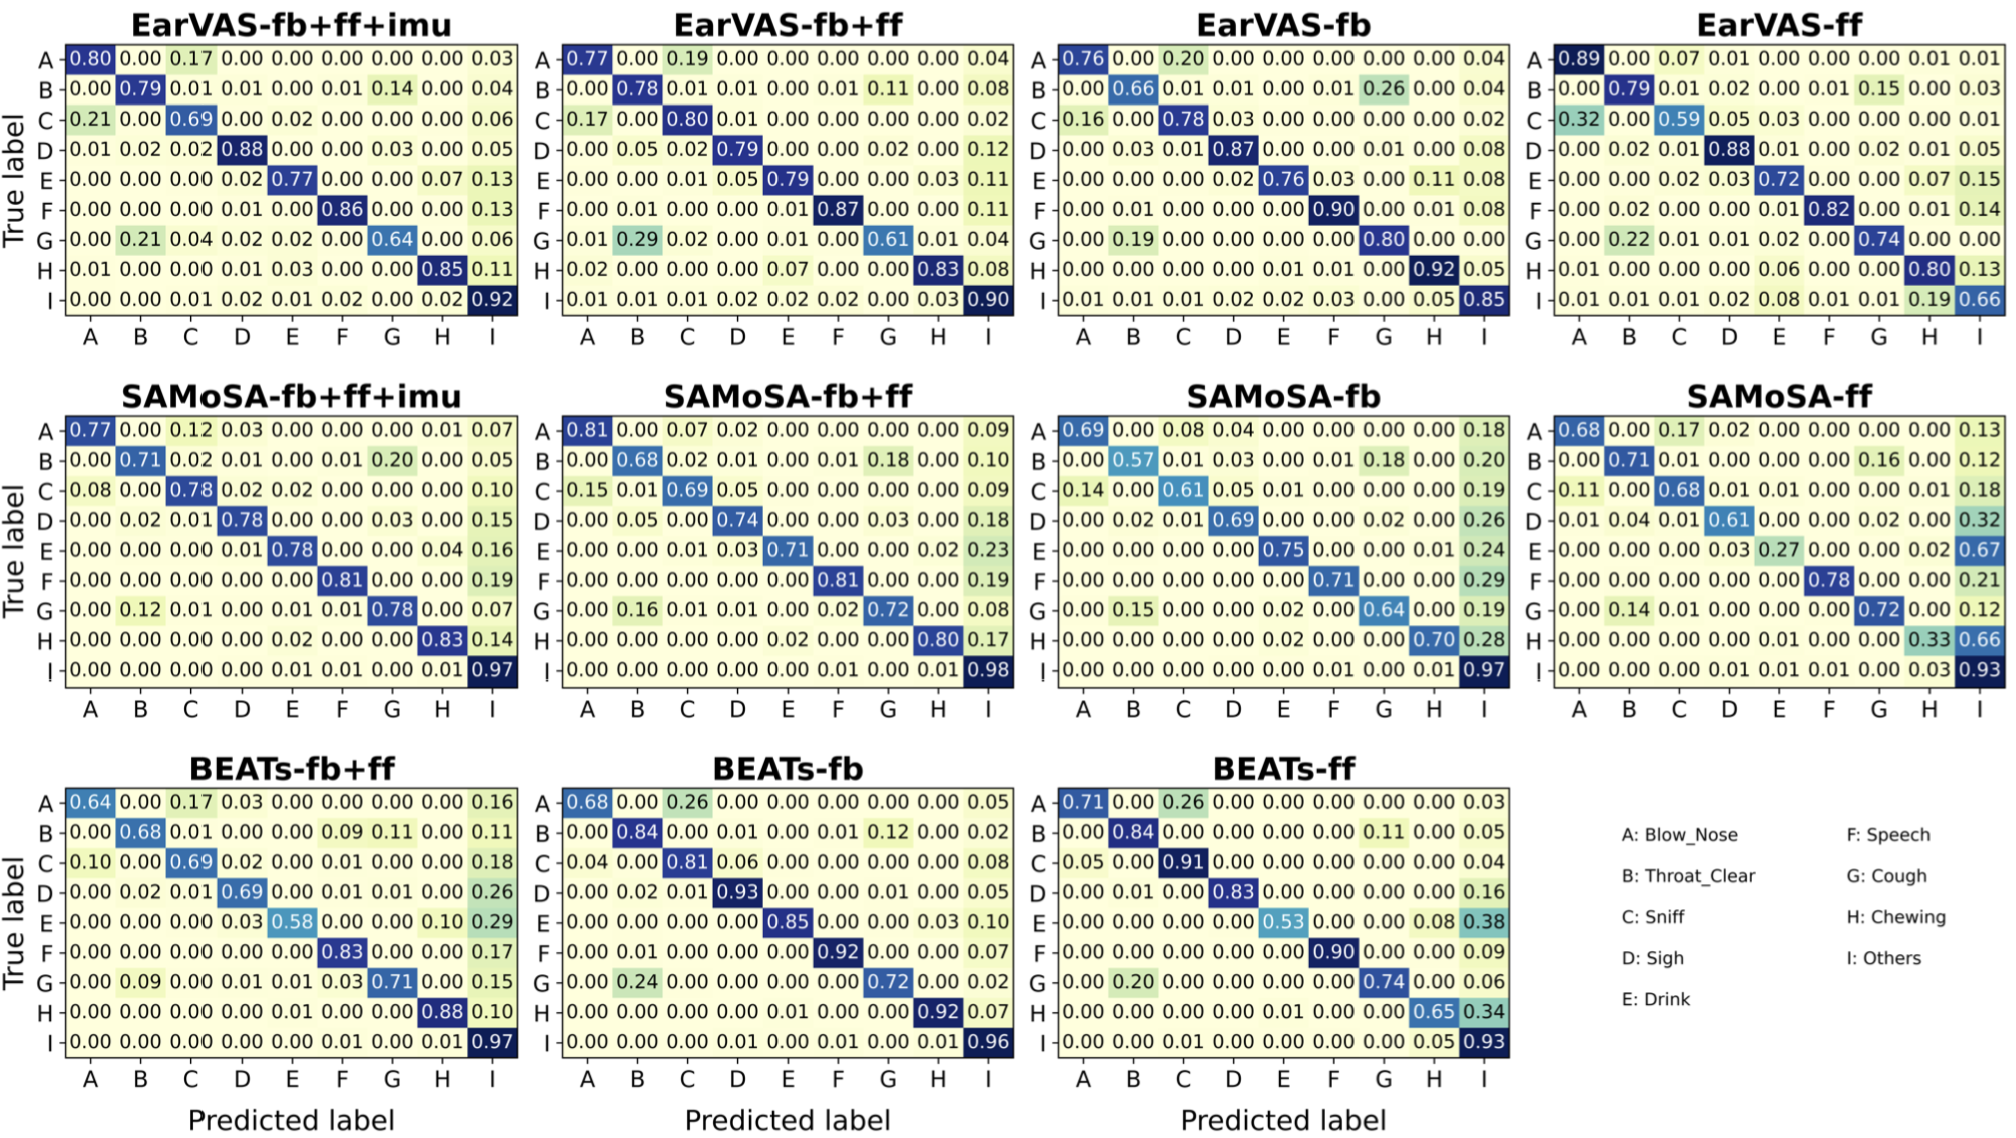 EarVAS-fb+ff+imu EarVAS-fb+ff EarVAS-fb EarVAS-ff
True label
A 0.80 0.00 0.17 0.00 0.00 0.00 0.00 0.00 0.03 A 0.77 0.00 0.19 0.00 0.00 0.00 0.00 0.00 0.04 A 0.76 0.00 0.20 0.00 0.00 0.00 0.00 0.00 0.04 A 0.89 0.00 0.07 0.01 0.00 0.00 0.00 0.01 0.01
B 0.00 0.79 0.01 0.01 0.00 0.01 0.14 0.00 0.04 B 0.00 0.78 0.01 0.01 0.00 0.01 0.11 0.00 0.08 B 0.00 0.66 0.01 0.01 0.00 0.01 0.26 0.00 0.04 B 0.00 0.79 0.01 0.02 0.00 0.01 0.15 0.00 0.03
C 0.21 0.00 0.69 0.00 0.02 0.00 0.00 0.00 0.06 C 0.17 0.00 0.80 0.01 0.00 0.00 0.00 0.00 0.02 C 0.16 0.00 0.78 0.03 0.00 0.00 0.00 0.00 0.02 C 0.32 0.00 0.59 0.05 0.03 0.00 0.00 0.00 0.01
D 0.01 0.02 0.02 0.88 0.00 0.00 0.03 0.00 0.05 D 0.00 0.05 0.02 0.79 0.00 0.00 0.02 0.00 0.12 D 0.00 0.03 0.01 0.87 0.00 0.00 0.01 0.00 0.08 D 0.00 0.02 0.01 0.88 0.01 0.00 0.02 0.01 0.05
E 0.00 0.00 0.00 0.02 0.77 0.00 0.00 0.07 0.13 E 0.00 0.00 0.01 0.05 0.79 0.00 0.00 0.03 0.11 E 0.00 0.00 0.00 0.02 0.76 0.03 0.00 0.11 0.08 E 0.00 0.00 0.02 0.03 0.72 0.00 0.00 0.07 0.15
F 0.00 0.00 0.00 0.01 0.00 0.86 0.00 0.00 0.13 F 0.00 0.01 0.00 0.00 0.01 0.87 0.00 0.00 0.11 F 0.00 0.01 0.00 0.00 0.00 0.90 0.00 0.01 0.08 F 0.00 0.02 0.00 0.00 0.01 0.82 0.00 0.01 0.14
G 0.00 0.21 0.04 0.02 0.02 0.00 0.64 0.00 0.06 G 0.01 0.29 0.02 0.00 0.01 0.00 0.61 0.01 0.04 G 0.00 0.19 0.00 0.00 0.00 0.00 0.80 0.00 0.00 G 0.00 0.22 0.01 0.01 0.02 0.00 0.74 0.00 0.00
H 0.01 0.00 0.00 0.01 0.03 0.00 0.00 0.85 0.11 H 0.02 0.00 0.00 0.00 0.07 0.00 0.00 0.83 0.08 H 0.00 0.00 0.00 0.00 0.01 0.01 0.00 0.92 0.05 H 0.01 0.00 0.00 0.00 0.06 0.00 0.00 0.80 0.13
I 0.00 0.00 0.01 0.02 0.01 0.02 0.00 0.02 0.92 I 0.01 0.01 0.01 0.02 0.02 0.02 0.00 0.03 0.90 I 0.01 0.01 0.01 0.02 0.02 0.03 0.00 0.05 0.85 I 0.01 0.01 0.01 0.02 0.08 0.01 0.01 0.19 0.66
A B C D E F G H I A B C D E F G H I A B C D E F G H I A B C D E F G H I
SAMoSA-fb+ff+imu SAMoSA-fb+ff SAMoSA-fb SAMoSA-ff
True label
A 0.77 0.00 0.12 0.03 0.00 0.00 0.00 0.01 0.07 A 0.81 0.00 0.07 0.02 0.00 0.00 0.00 0.00 0.09 A 0.69 0.00 0.08 0.04 0.00 0.00 0.00 0.00 0.18 A 0.68 0.00 0.17 0.02 0.00 0.00 0.00 0.00 0.13
B 0.00 0.71 0.02 0.01 0.00 0.01 0.20 0.00 0.05 B 0.00 0.68 0.02 0.01 0.00 0.01 0.18 0.00 0.10 B 0.00 0.57 0.01 0.03 0.00 0.01 0.18 0.00 0.20 B 0.00 0.71 0.01 0.00 0.00 0.00 0.16 0.00 0.12
C 0.08 0.00 0.78 0.02 0.02 0.00 0.00 0.00 0.10 C 0.15 0.01 0.69 0.05 0.00 0.00 0.00 0.00 0.09 C 0.14 0.00 0.61 0.05 0.01 0.00 0.00 0.00 0.19 C 0.11 0.00 0.68 0.01 0.01 0.00 0.00 0.00 0.18
D 0.00 0.02 0.01 0.78 0.00 0.00 0.03 0.00 0.15 D 0.00 0.05 0.00 0.74 0.00 0.00 0.03 0.00 0.18 D 0.00 0.02 0.01 0.69 0.00 0.00 0.02 0.00 0.26 D 0.01 0.04 0.01 0.61 0.00 0.00 0.02 0.00 0.32
E 0.00 0.00 0.00 0.01 0.78 0.00 0.00 0.04 0.16 E 0.00 0.00 0.01 0.03 0.71 0.00 0.00 0.02 0.23 E 0.00 0.00 0.00 0.00 0.75 0.00 0.00 0.01 0.24 E 0.00 0.00 0.00 0.03 0.27 0.00 0.00 0.02 0.67
F 0.00 0.00 0.00 0.00 0.00 0.81 0.00 0.00 0.19 F 0.00 0.00 0.00 0.00 0.00 0.81 0.00 0.00 0.19 F 0.00 0.00 0.00 0.00 0.00 0.71 0.00 0.00 0.29 F 0.00 0.00 0.00 0.00 0.00 0.78 0.00 0.00 0.21
G 0.00 0.12 0.01 0.00 0.01 0.01 0.78 0.00 0.07 G 0.00 0.16 0.01 0.01 0.00 0.02 0.72 0.00 0.08 G 0.00 0.15 0.00 0.00 0.02 0.00 0.64 0.00 0.19 G 0.00 0.14 0.01 0.00 0.00 0.00 0.72 0.00 0.12
H 0.00 0.00 0.00 0.00 0.02 0.00 0.00 0.83 0.14 H 0.00 0.00 0.00 0.00 0.02 0.00 0.00 0.80 0.17 H 0.00 0.00 0.00 0.00 0.02 0.00 0.00 0.70 0.28 H 0.00 0.00 0.00 0.00 0.01 0.00 0.00 0.33 0.66
I 0.00 0.00 0.00 0.00 0.01 0.01 0.00 0.01 0.97 I 0.00 0.00 0.00 0.00 0.00 0.01 0.00 0.01 0.98 I 0.00 0.00 0.00 0.00 0.00 0.01 0.00 0.01 0.97 I 0.00 0.00 0.00 0.01 0.01 0.01 0.00 0.03 0.93
A B C D E F G H I A B C D E F G H I A B C D E F G H I A B C D E F G H I
BEATs-fb+ff BEATs-fb BEATs-ff
True label
A 0.64 0.00 0.17 0.03 0.00 0.00 0.00 0.00 0.16 A 0.68 0.00 0.26 0.00 0.00 0.00 0.00 0.00 0.05 A 0.71 0.00 0.26 0.00 0.00 0.00 0.00 0.00 0.03
B 0.00 0.68 0.01 0.00 0.00 0.09 0.11 0.00 0.11 B 0.00 0.84 0.00 0.01 0.00 0.01 0.12 0.00 0.02 B 0.00 0.84 0.00 0.00 0.00 0.00 0.11 0.00 0.05
C 0.10 0.00 0.69 0.02 0.00 0.01 0.00 0.00 0.18 C 0.04 0.00 0.81 0.06 0.00 0.00 0.00 0.00 0.08 C 0.05 0.00 0.91 0.00 0.00 0.00 0.00 0.00 0.04
D 0.00 0.02 0.01 0.69 0.00 0.01 0.01 0.00 0.26 D 0.00 0.02 0.01 0.93 0.00 0.00 0.01 0.00 0.05 D 0.00 0.01 0.00 0.83 0.00 0.00 0.00 0.00 0.16
E 0.00 0.00 0.00 0.03 0.58 0.00 0.00 0.10 0.29 E 0.00 0.00 0.00 0.00 0.85 0.00 0.00 0.03 0.10 E 0.00 0.00 0.00 0.00 0.53 0.00 0.00 0.08 0.38
F 0.00 0.00 0.00 0.00 0.00 0.83 0.00 0.00 0.17 F 0.00 0.01 0.00 0.00 0.00 0.92 0.00 0.00 0.07 F 0.00 0.00 0.00 0.00 0.00 0.90 0.00 0.00 0.09
G 0.00 0.09 0.00 0.01 0.01 0.03 0.71 0.00 0.15 G 0.00 0.24 0.00 0.00 0.00 0.00 0.72 0.00 0.02 G 0.00 0.20 0.00 0.00 0.00 0.00 0.74 0.00 0.06
H 0.00 0.00 0.00 0.00 0.01 0.00 0.00 0.88 0.10 H 0.00 0.00 0.00 0.00 0.01 0.00 0.00 0.92 0.07 H 0.00 0.00 0.00 0.00 0.01 0.00 0.00 0.65 0.34
I 0.00 0.00 0.00 0.00 0.00 0.01 0.00 0.01 0.97 I 0.00 0.00 0.00 0.01 0.00 0.01 0.00 0.01 0.96 I 0.00 0.00 0.01 0.00 0.00 0.00 0.00 0.05 0.93
A B C D E F G H I A B C D E F G H I A B C D E F G H I
Predicted label Predicted label Predicted label
A: Blow_Nose F: Speech
B: Throat_Clear G: Cough
C: Sniff H: Chewing
D: Sigh I: Others
E: Drink